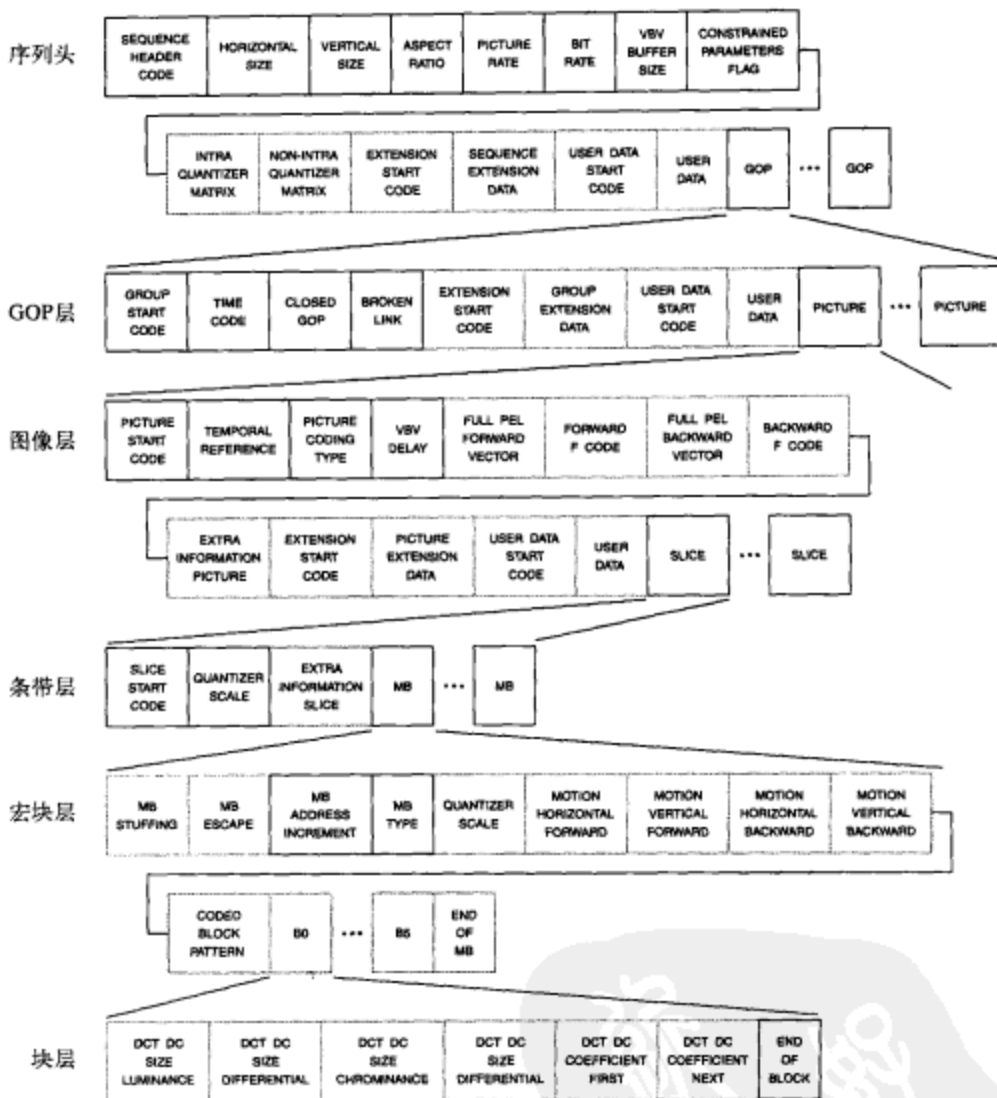 序列头
SEQUENCE HEADER CODE
HORIZONTAL SIZE
VERTICAL SIZE
ASPECT RATIO
PICTURE RATE
BIT RATE
VBV BUFFER SIZE
CONSTRAINED PARAMETERS FLAG
INTRA QUANTIZER MATRIX
NON-INTRA QUANTIZER MATRIX
EXTENSION START CODE
SEQUENCE EXTENSION DATA
USER DATA START CODE
USER DATA
GOP
•••
GOP
GOP层
GROUP START CODE
TIME CODE
CLOSED GOP
BROKEN LINK
EXTENSION START CODE
GROUP EXTENSION DATA
USER DATA START CODE
USER DATA
PICTURE
•••
PICTURE
图像层
PICTURE START CODE
TEMPORAL REFERENCE
PICTURE CODING TYPE
VBV DELAY
FULL PEL FORWARD VECTOR
FORWARD F CODE
FULL PEL BACKWARD VECTOR
BACKWARD F CODE
EXTRA INFORMATION PICTURE
EXTENSION START CODE
PICTURE EXTENSION DATA
USER DATA START CODE
USER DATA
SLICE
•••
SLICE
条带层
SLICE START CODE
QUANTIZER SCALE
EXTRA INFORMATION SLICE
MB
•••
MB
宏块层
MB STUFFING
MB ESCAPE
MB ADDRESS INCREMENT
MB TYPE
QUANTIZER SCALE
MOTION HORIZONTAL FORWARD
MOTION VERTICAL FORWARD
MOTION HORIZONTAL BACKWARD
MOTION VERTICAL BACKWARD
CODED BLOCK PATTERN
B0
•••
B5
END OF MB
块层
DCT DC SIZE LUMINANCE
DCT DC SIZE DIFFERENTIAL
DCT DC SIZE CHROMINANCE
DCT DC SIZE DIFFERENTIAL
DCT DC COEFFICIENT FIRST
DCT DC COEFFICIENT NEXT
END OF BLOCK